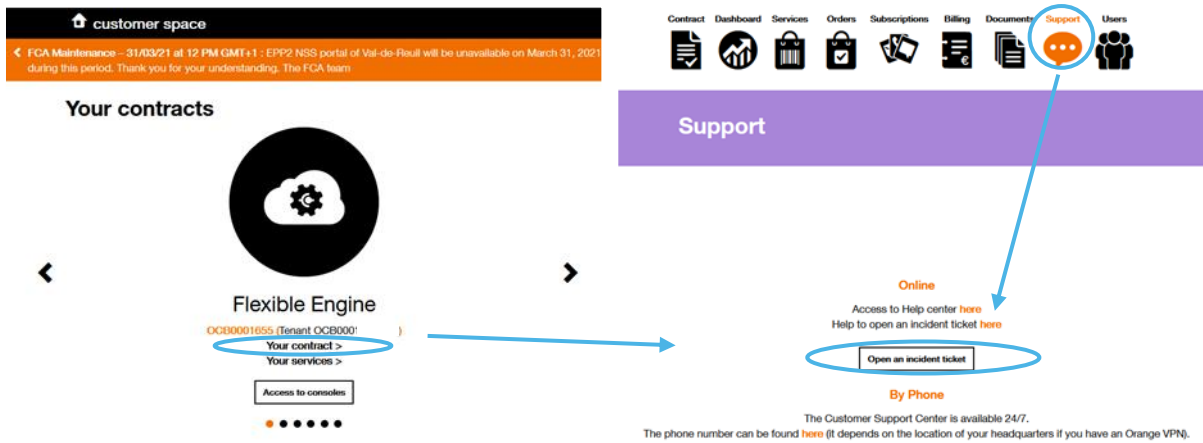 customer space
FCA Maintenance – 31/03/21 at 12 PM GMT+1 : EPP2 NSS portal of Val-de-Reuil will be unavailable on March 31, 2021
during this period. Thank you for your understanding. The FCA team
Your contracts
Flexible Engine
OCB0001655 (Tenant OCB000 )
Your contract >
Your services >
Access to consoles
Contract Dashboard Services Orders Subscriptions Billing Documents Support Users
Support
Online
Access to Help center here
Help to open an incident ticket here
Open an incident ticket
By Phone
The Customer Support Center is available 24/7.
The phone number can be found here (it depends on the location of your headquarters if you have an Orange VPN).